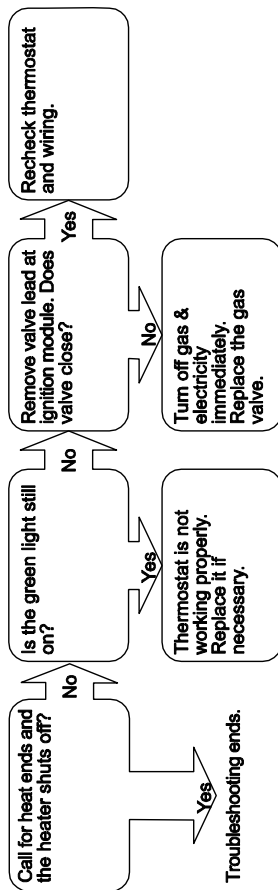 Call for heat ends and
the heater shuts off?
No
Yes
Troubleshooting ends.
Is the green light still
on?
No
Yes
Thermostat is not
working properly.
Replace it if
necessary.
Remove valve lead at
ignition module. Does
valve close?
Yes
No
Turn off gas &
electricity
immediately.
Replace the gas
valve.
Recheck thermostat
and wiring.